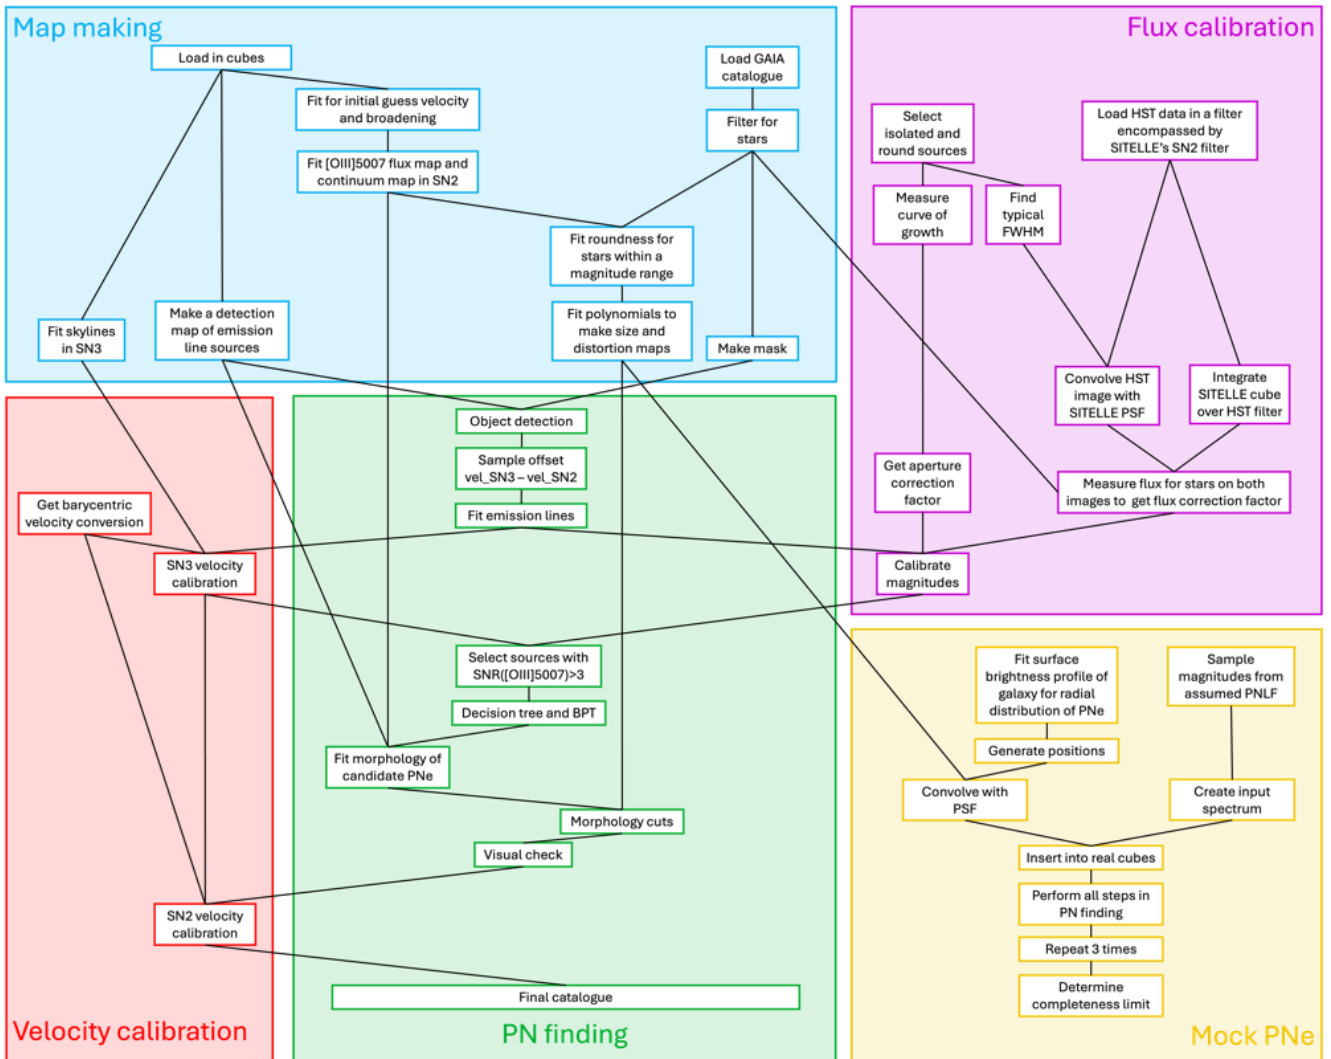 Map making
Load in cubes
Load GAIA
catalogue
Fit for initial guess velocity
and broadening
Filter for
stars
Fit [OIII]5007 flux map and
continuum map in SN2
Fit roundness for
stars within a
magnitude range
Fit skylines
in SN3
Make a detection
map of emission
line sources
Fit polynomials to
make size and
distortion maps
Make mask
Flux calibration
Select
isolated and
round sources
Load HST data in a filter
encompassed by
SITELLE's SN2 filter
Measure
curve of
growth
Find
typical
FWHM
Convolve HST
image with
SITELLE PSF
Integrate
SITELLE cube
over HST filter
Get aperture
correction
factor
Measure flux for stars on both
images to get flux correction factor
Calibrate
magnitudes
Get barycentric
velocity conversion
SN3 velocity
calibration
SN2 velocity
calibration
Velocity calibration
Object detection
Sample offset
vel_SN3 – vel_SN2
Fit emission lines
Select sources with
SNR([OIII]5007)>3
Decision tree and BPT
Fit morphology of
candidate PNe
Morphology cuts
Visual check
Final catalogue
PN finding
Fit surface
brightness profile of
galaxy for radial
distribution of PNe
Sample
magnitudes from
assumed PNLF
Generate positions
Convolve with
PSF
Create input
spectrum
Insert into real cubes
Perform all steps in
PN finding
Repeat 3 times
Determine
completeness limit
Mock PNe